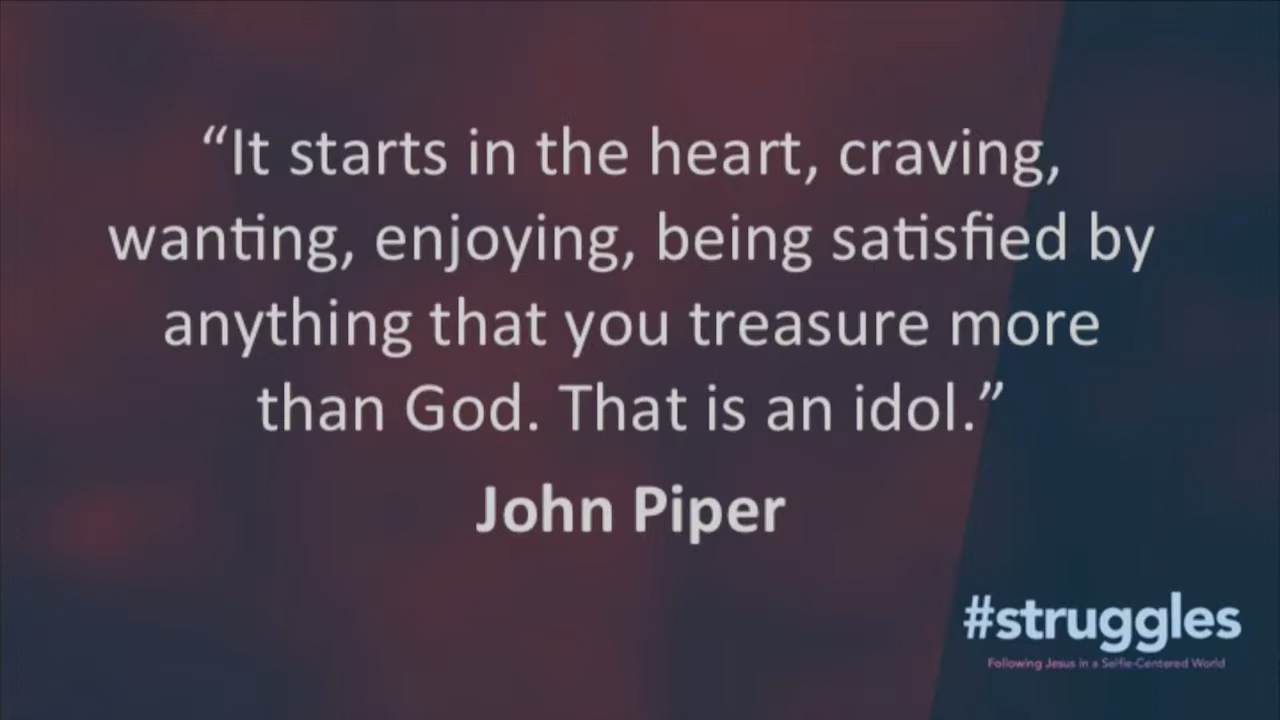 “It starts in the heart, craving,
wanting, enjoying, being satisfied by
anything that you treasure more
than God. That is an idol.”
John Piper
#struggles
Following Jesus in a Selfie-Centered World